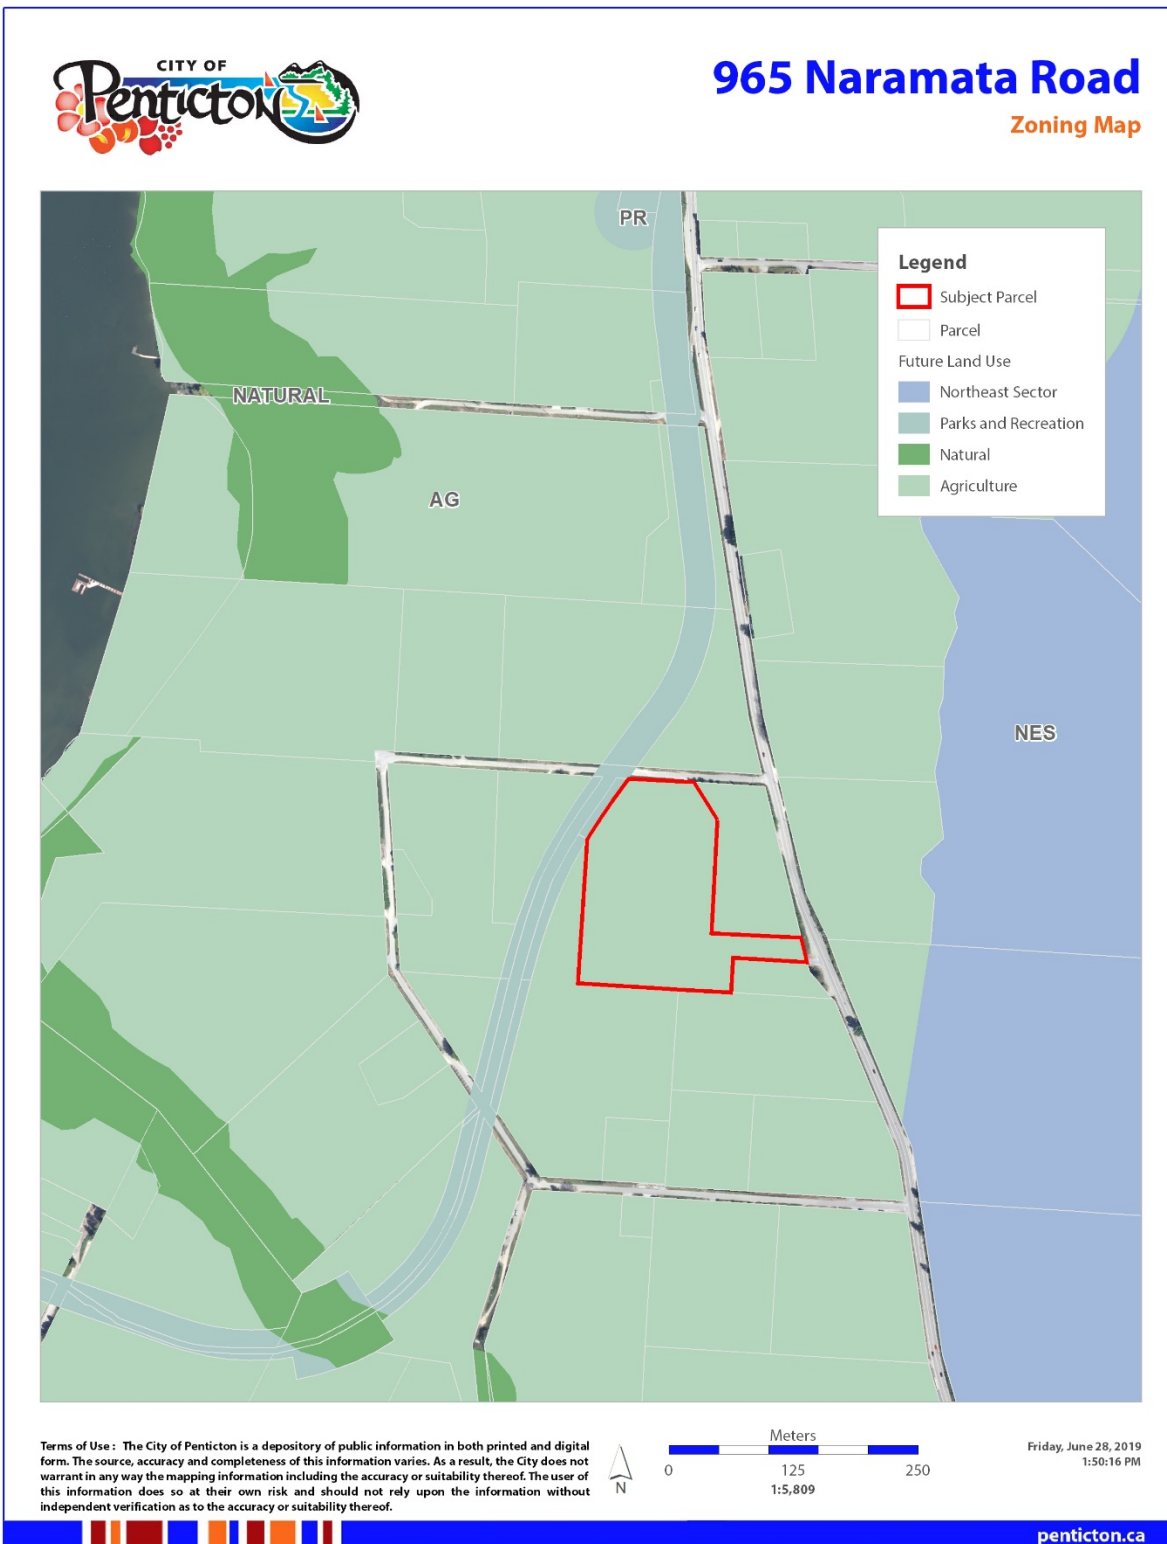 CITY OF
Penticton
965 Naramata Road
Zoning Map
PR
Legend
Subject Parcel
Parcel
Future Land Use
Northeast Sector
Parks and Recreation
Natural
Agriculture
NATURAL
AG
NES
Terms of Use : The City of Penticton is a depository of public information in both printed and digital
form. The source, accuracy and completeness of this information varies. As a result, the City does not
warrant in any way the mapping information including the accuracy or suitability thereof. The user of
this information does so at their own risk and should not rely upon the information without
independent verification as to the accuracy or suitability thereof.
N
Meters
0 125 250
1:5,809
Friday, June 28, 2019
1:50:16 PM
penticton.ca